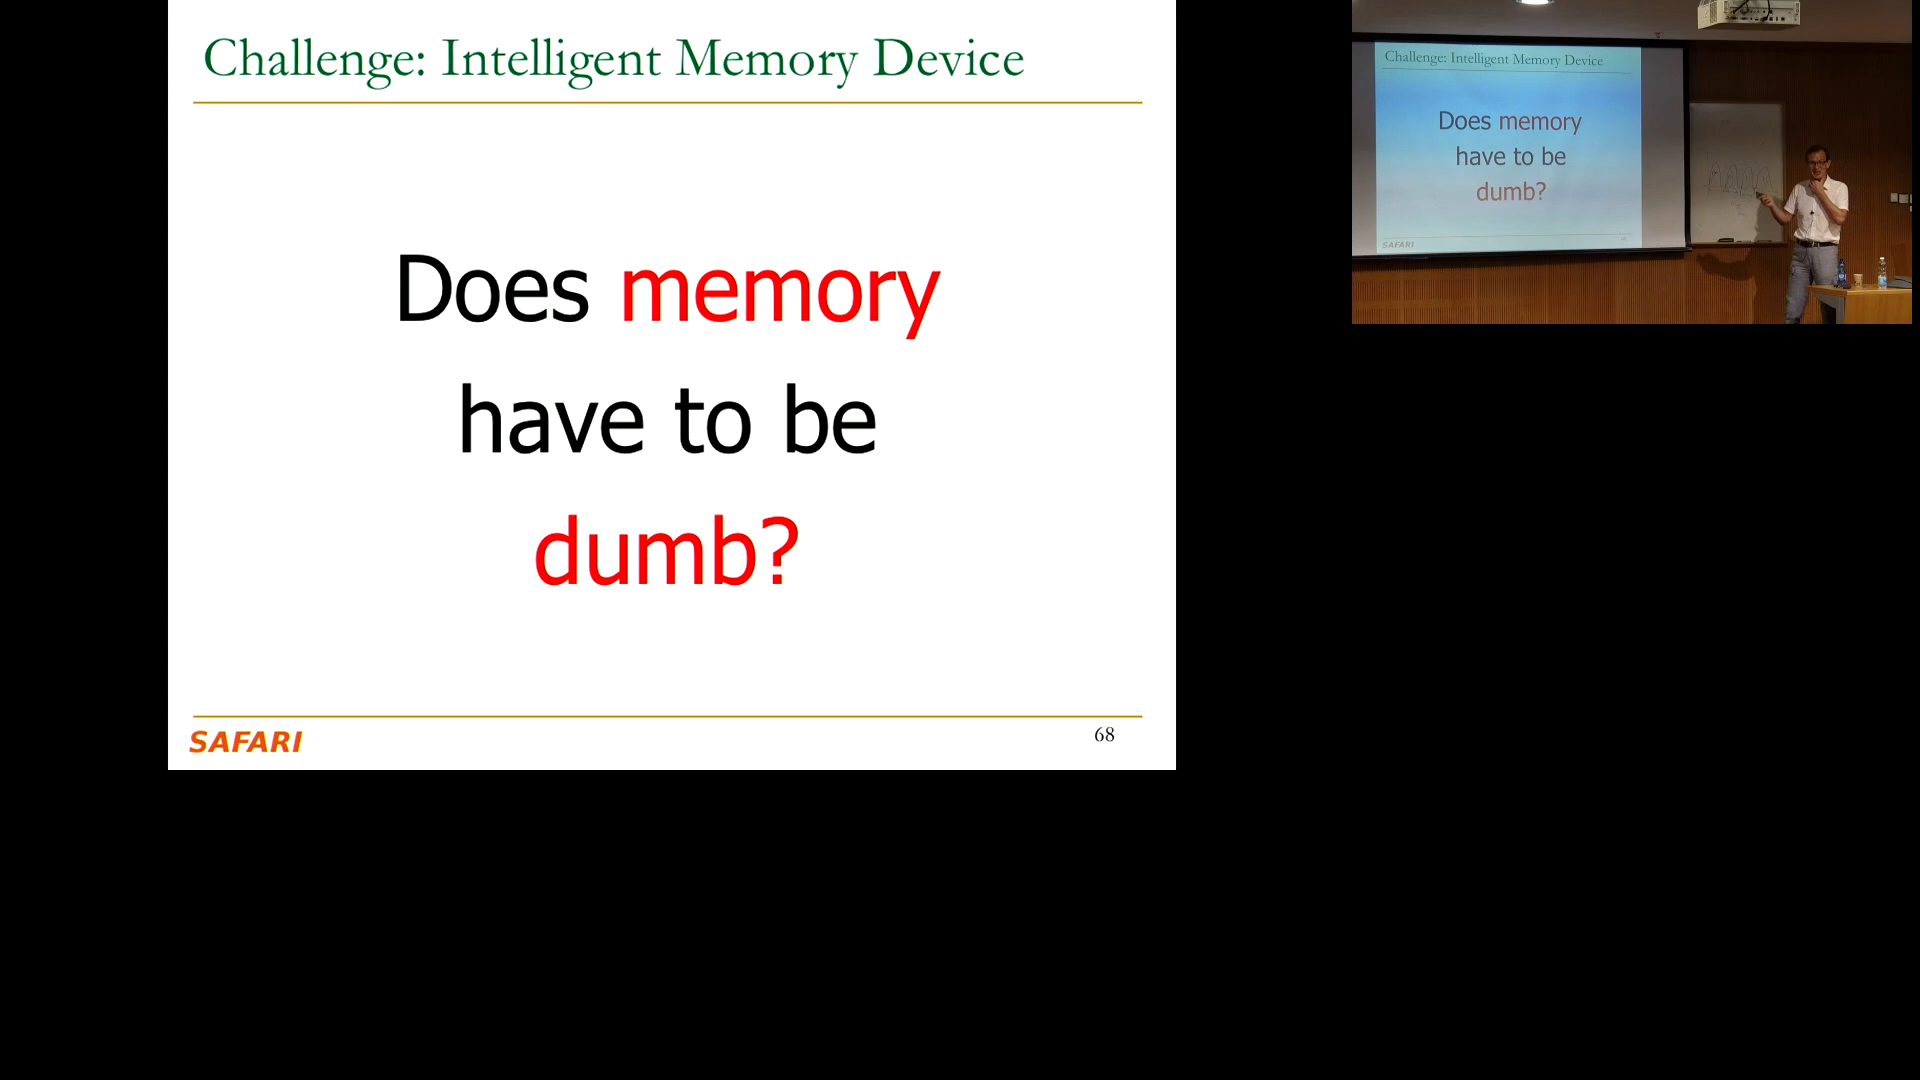 Challenge: Intelligent Memory Device
Does memory
have to be
dumb?
SAFARI
68
Challenge: Intelligent Memory Device
Does memory
have to be
dumb?
SAFARI